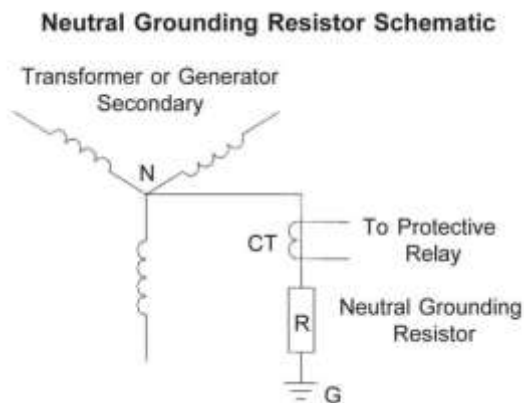 Neutral Grounding Resistor Schematic
Transformer or Generator
Secondary
N
CT
To Protective
Relay
R
Neutral Grounding
Resistor
G